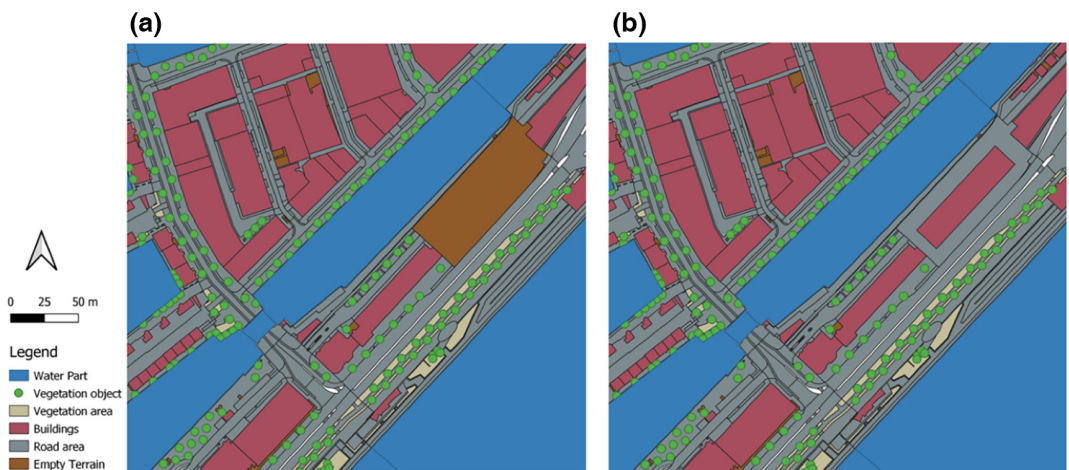 (a)
(b)
0 25 50 m
Legend
Water Part
Vegetation object
Vegetation area
Buildings
Road area
Empty Terrain